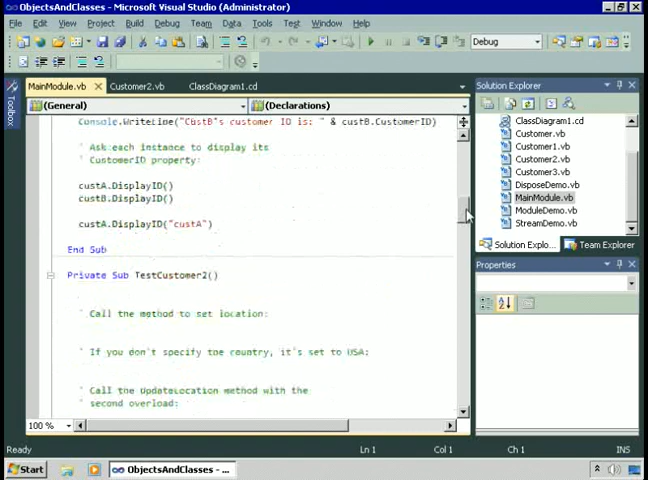 ObjectsAndClasses - Microsoft Visual Studio (Administrator)
File Edit View Project Build Debug Team Data Tools Test Window Help
Debug
MainModule.vb Customer2.vb ClassDiagram1.cd
Toolbox
(General) (Declarations)
Console.WriteLine("CustB's customer ID is: " & custB.CustomerID)
' Ask each instance to display its
' CustomerID property:
custA.DisplayID()
custB.DisplayID()
custA.DisplayID("custA")
End Sub
Private Sub TestCustomer2()
' Call the method to set location:
' If you don't specify the country, it's set to USA:
' Call the UpdateLocation method with the
' second overload:
100 %
Solution Explorer
ClassDiagram1.cd
Customer.vb
Customer1.vb
Customer2.vb
Customer3.vb
DisposeDemo.vb
MainModule.vb
ModuleDemo.vb
StreamDemo.vb
Solution Explo... Team Explorer
Properties
Ready Ln 1 Col 1 Ch 1 INS
Start ObjectsAndClasses - ...